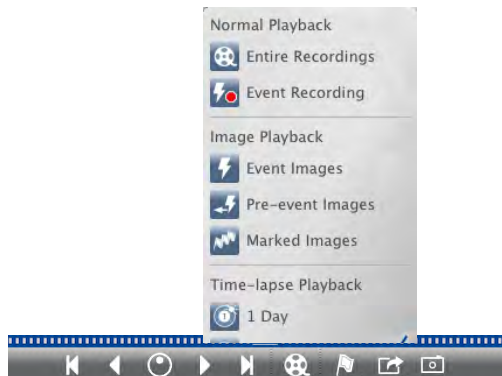 Normal Playback
Entire Recordings
Event Recording
Image Playback
Event Images
Pre-event Images
Marked Images
Time-lapse Playback
1 Day